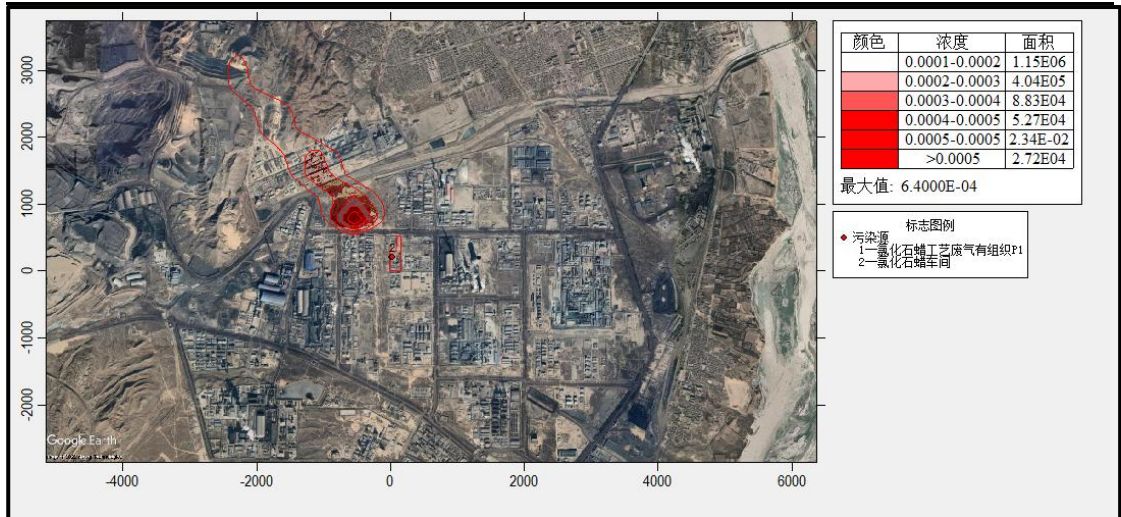 颜色 浓度 面积
0.0001-0.0002 1.15E06
0.0002-0.0003 4.04E05
0.0003-0.0004 8.83E04
0.0004-0.0005 5.27E04
0.0005-0.0005 2.34E-02
>0.0005 2.72E04
最大值: 6.4000E-04
标志图例
污染源
1—氯化石蜡工艺废气有组织P1
2—氯化石蜡车间
3000
2000
1000
0
-1000
-2000
Google Earth
-4000 -2000 0 2000 4000 6000